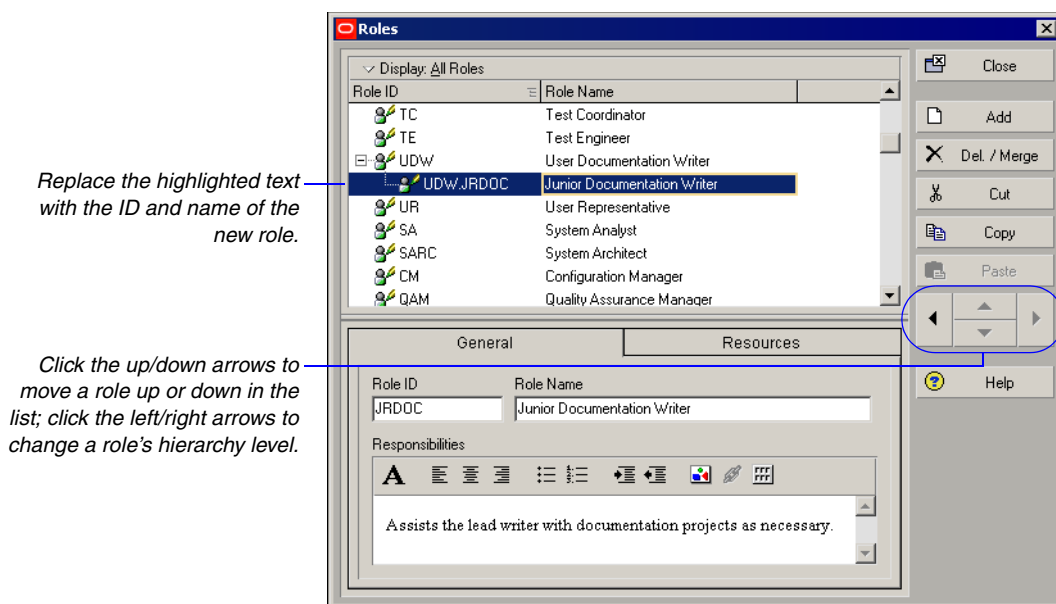 Roles
Display: All Roles
Role ID Role Name
TC Test Coordinator
TE Test Engineer
UDW User Documentation Writer
UDW.JRDOC Junior Documentation Writer
UR User Representative
SA System Analyst
SARC System Architect
CM Configuration Manager
QAM Quality Assurance Manager
Close
Add
Del. / Merge
Cut
Copy
Paste
Help
Replace the highlighted text
with the ID and name of the
new role.
Click the up/down arrows to
move a role up or down in the
list; click the left/right arrows to
change a role's hierarchy level.
General Resources
Role ID Role Name
JRDOC Junior Documentation Writer
Responsibilities
A
Assists the lead writer with documentation projects as necessary.